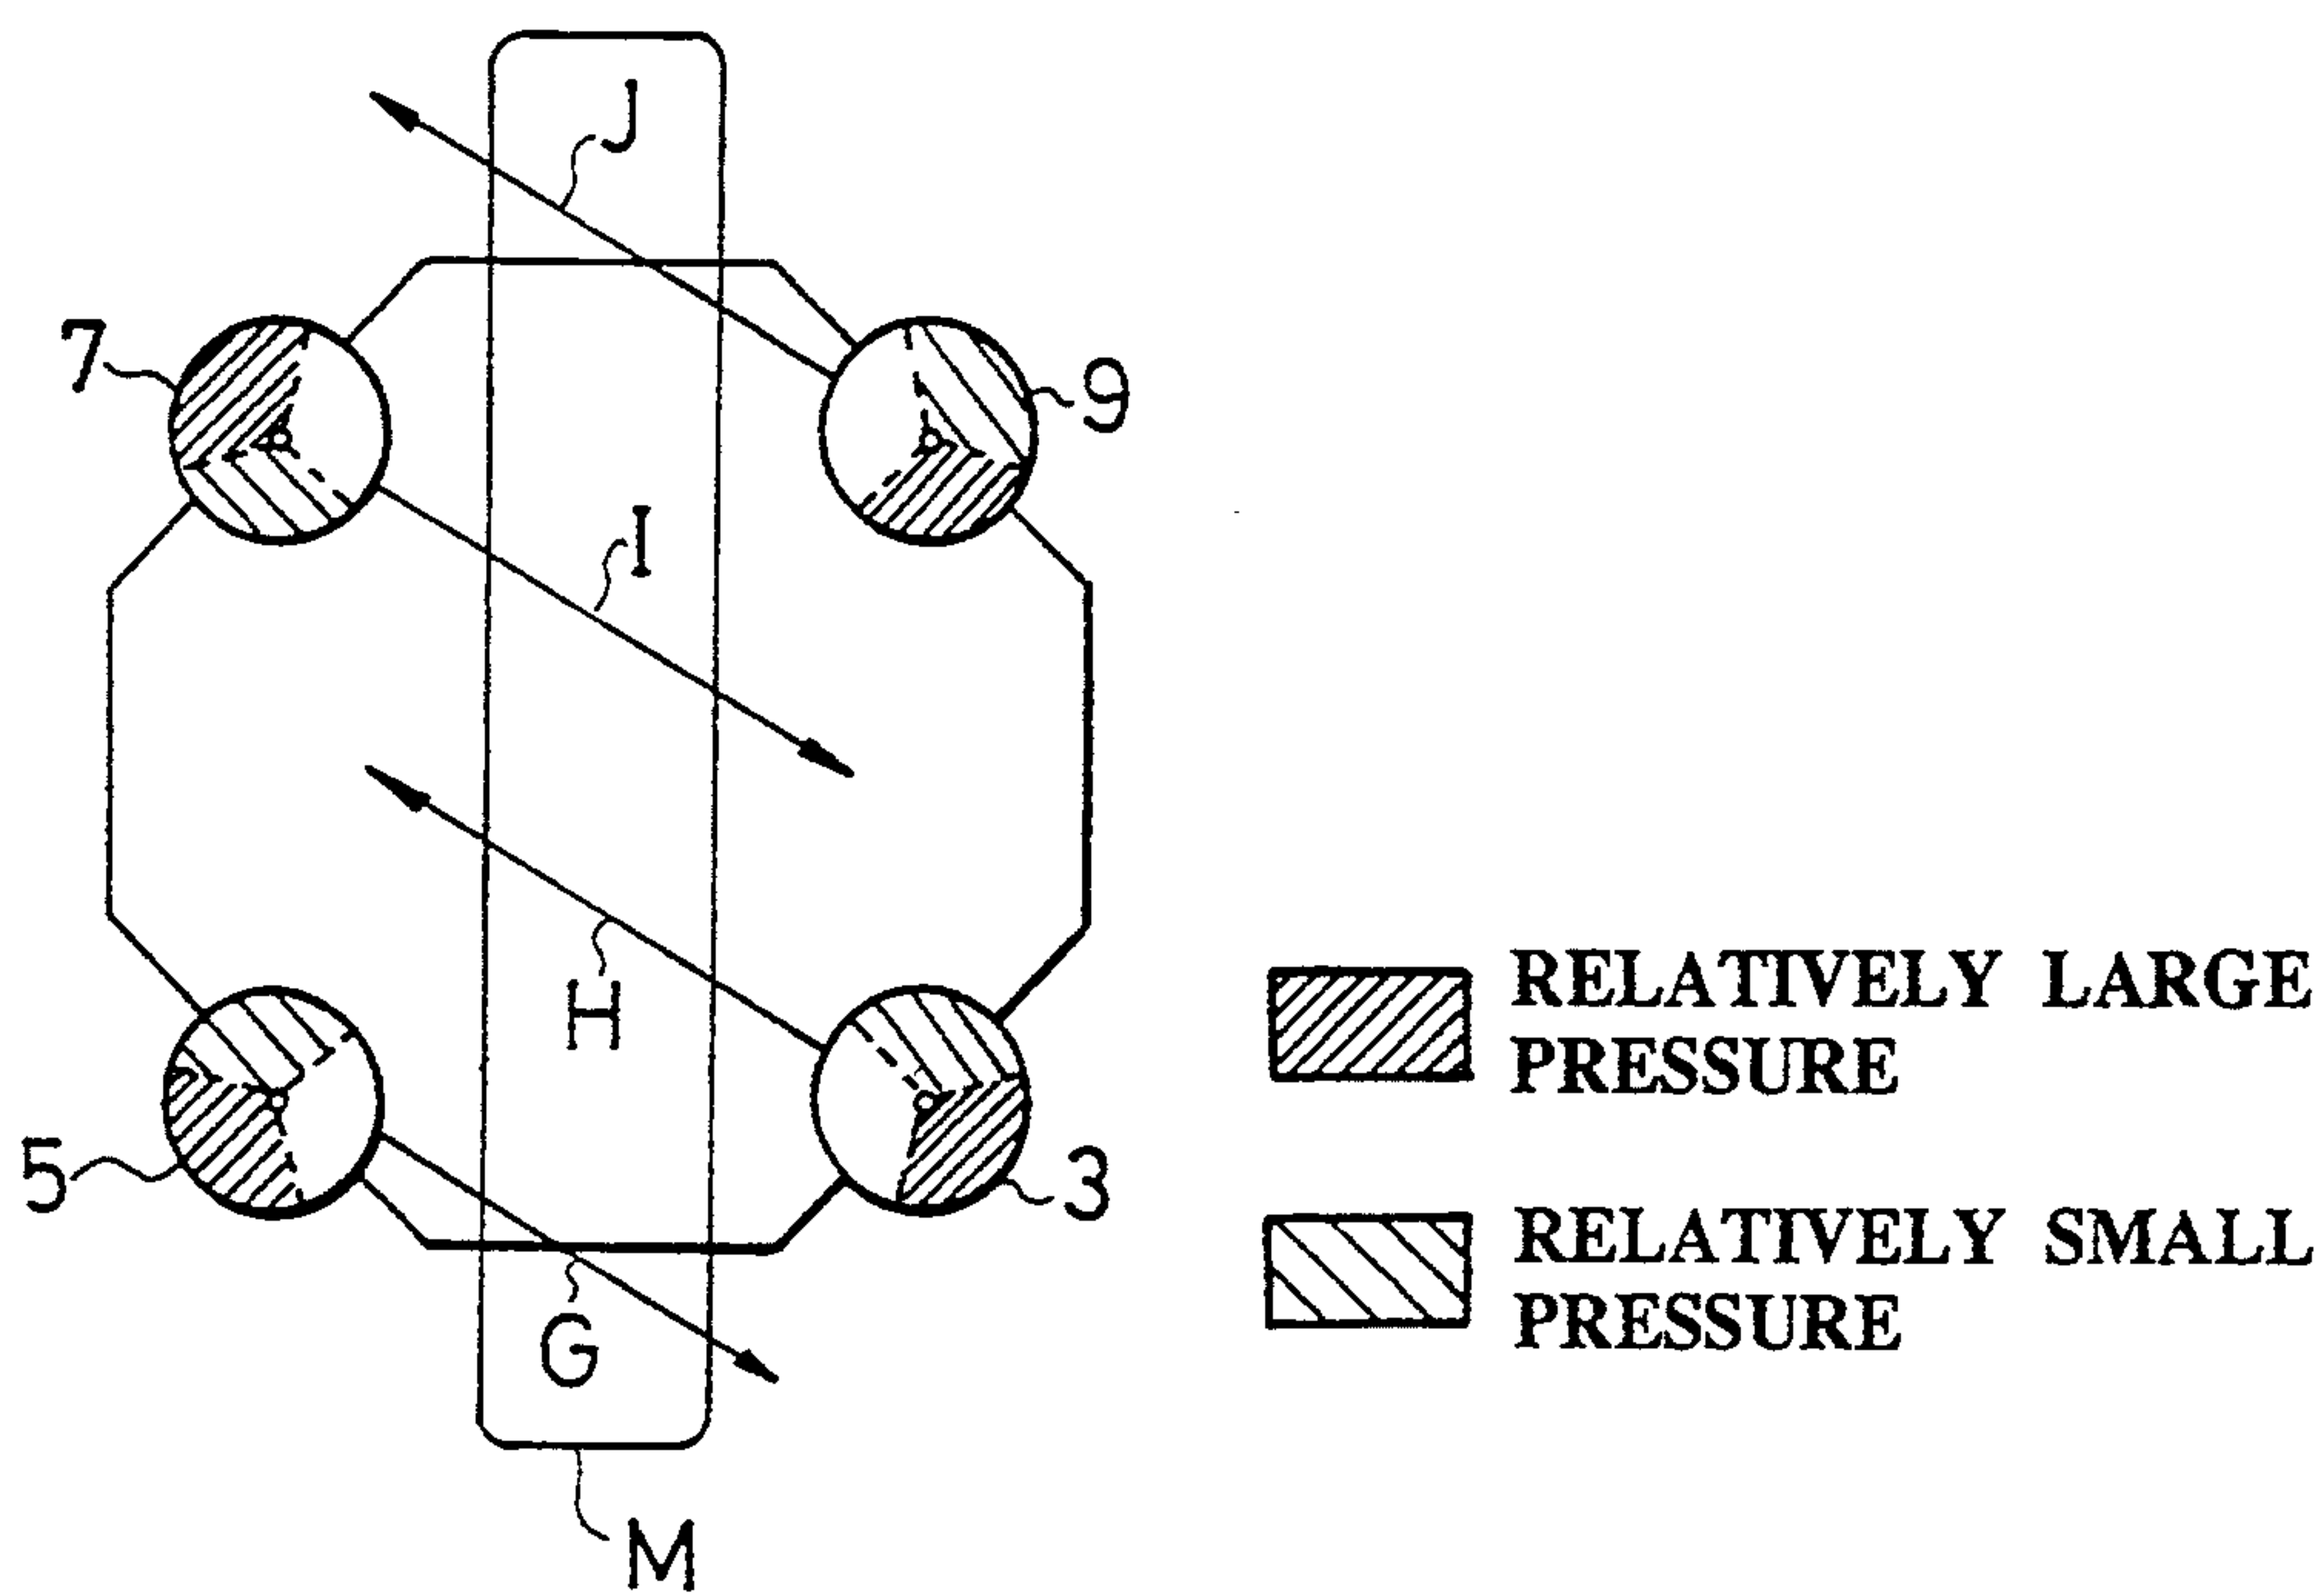 J
7
9
I
H
RELATIVELY LARGE
PRESSURE
5
3
RELATIVELY SMALL
PRESSURE
G
M